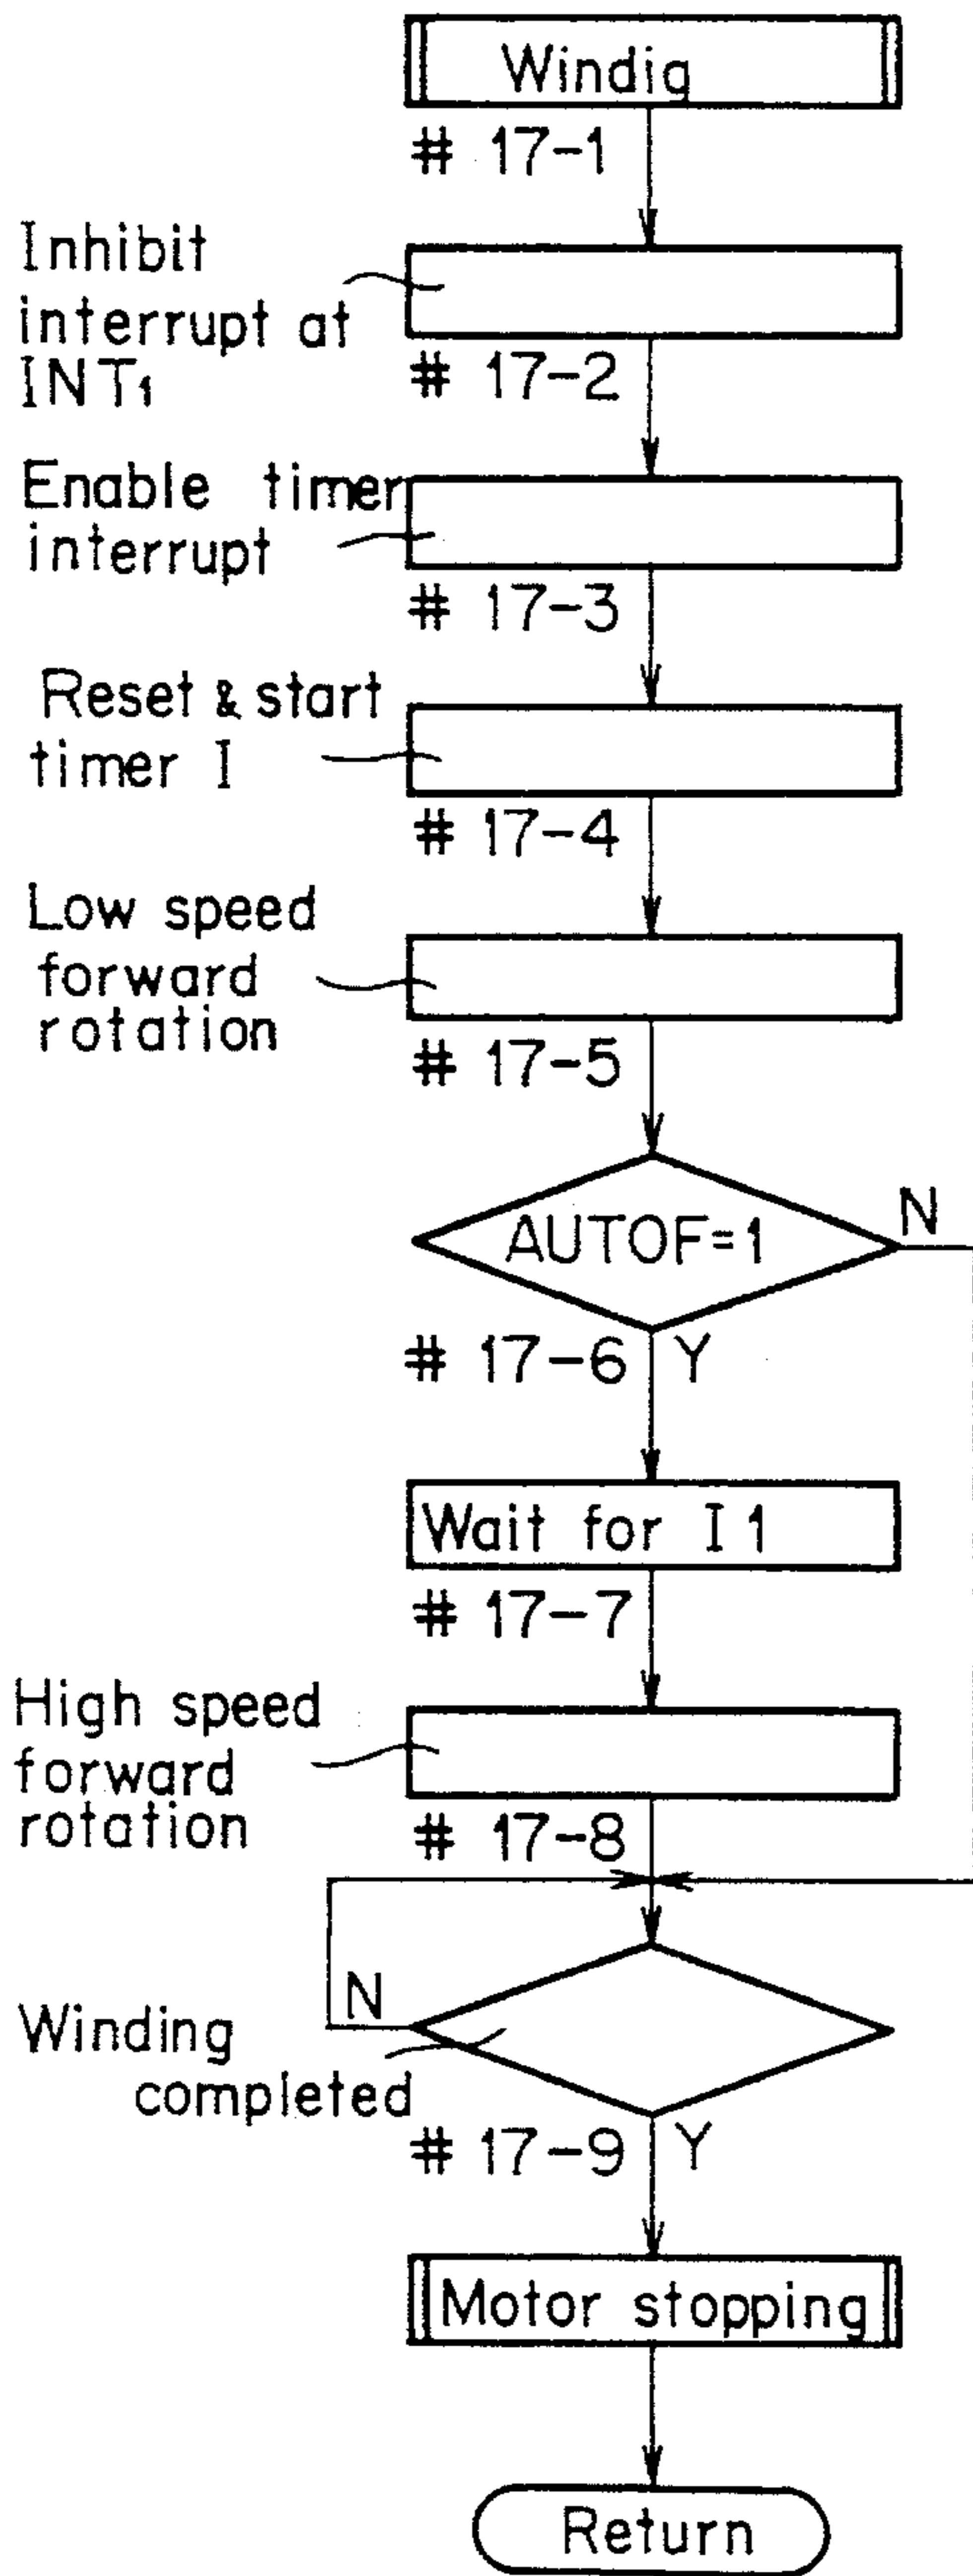 Windig
# 17-1
Inhibit
interrupt at
INT1
# 17-2
Enable timer
interrupt
# 17-3
Reset & start
timer I
# 17-4
Low speed
forward
rotation
# 17-5
AUTOF=1
N
# 17-6 Y
Wait for I 1
# 17-7
High speed
forward
rotation
# 17-8
N
Winding
completed
# 17-9 Y
Motor stopping
Return